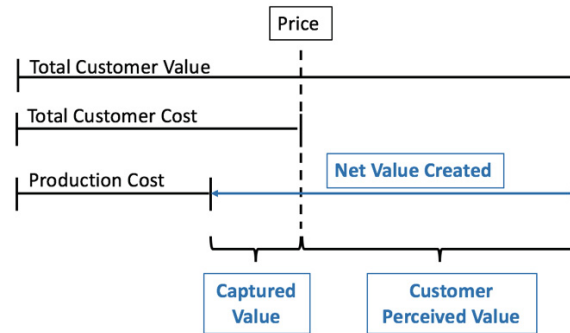 Price
Total Customer Value
Total Customer Cost
Production Cost
Net Value Created
Captured
Value
Customer
Perceived Value